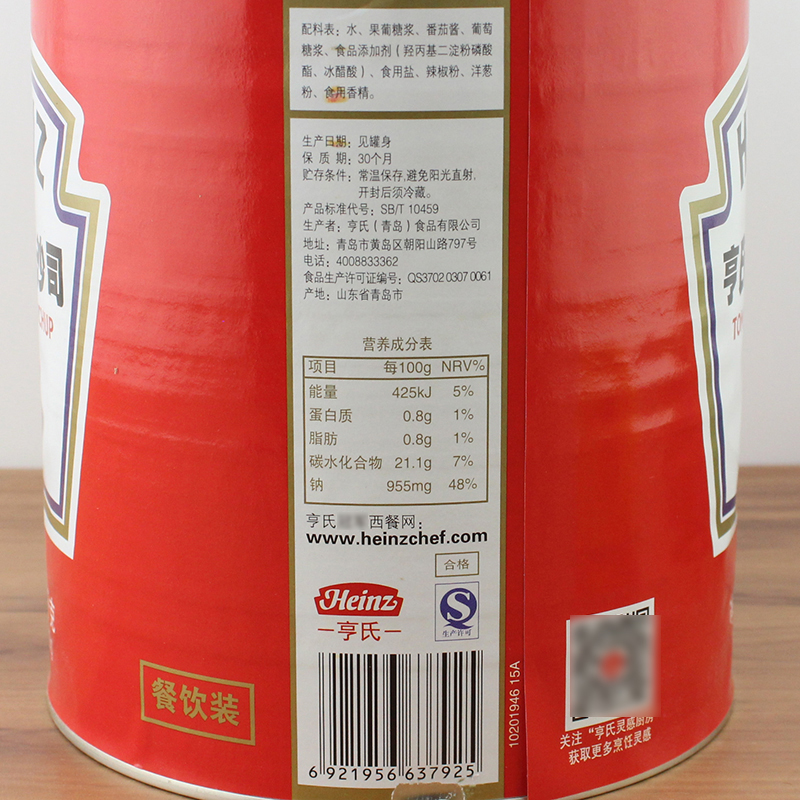 配料表：水、果葡糖浆、番茄酱、葡萄
糖浆、食品添加剂（羟丙基二淀粉磷酸
酯、冰醋酸）、食用盐、辣椒粉、洋葱
粉、食用香精。
生产日期：见罐身
保 质 期：30个月
贮存条件：常温保存,避免阳光直射,
开封后须冷藏。
产品标准代号：SB/T 10459
生产者：亨氏（青岛）食品有限公司
地址：青岛市黄岛区朝阳山路797号
电话：4008833362
食品生产许可证编号：QS3702 0307 0061
产地：山东省青岛市
营养成分表
项目 每100g NRV%
能量 425kJ 5%
蛋白质 0.8g 1%
脂肪 0.8g 1%
碳水化合物 21.1g 7%
钠 955mg 48%
亨氏 西餐网：
www.heinzchef.com
合格
Heinz
亨氏
S
生产许可
6 921956 637925
10201946 15A
餐饮装
关注“亨氏灵感厨房
获取更多烹饪灵感
Z
沙司
CHUP
H
亨氏
TOM